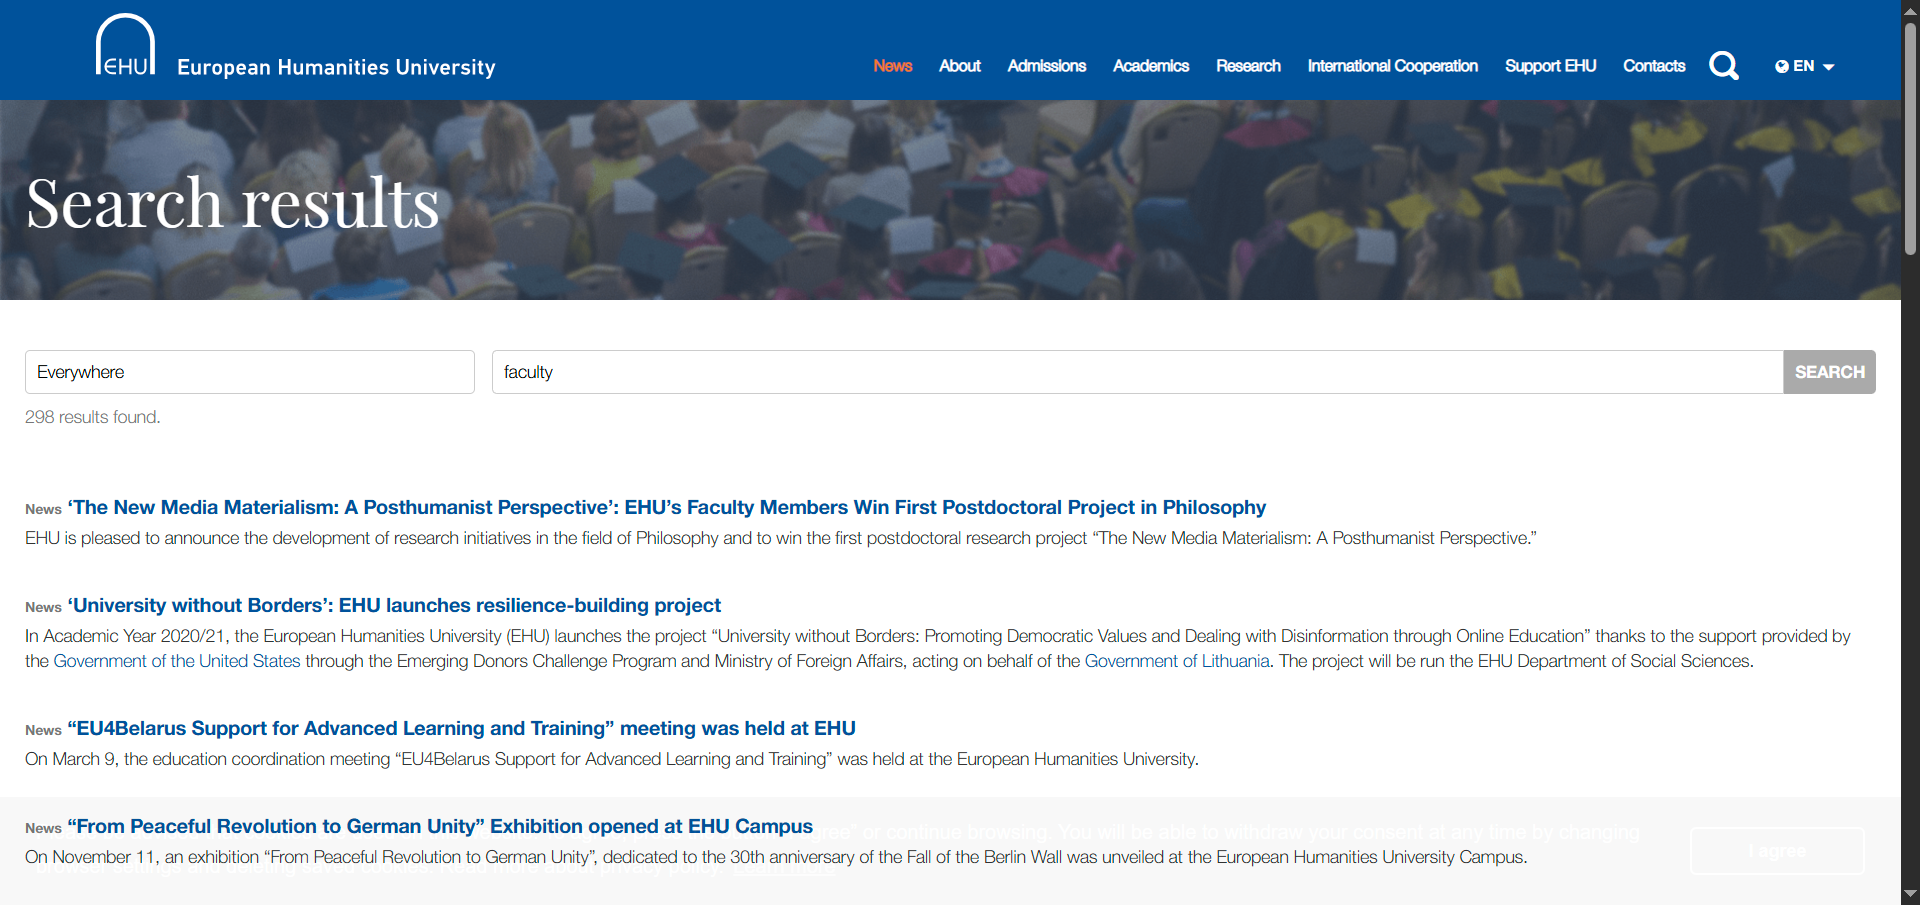 EHU
European Humanities University
News
About
Admissions
Academics
Research
International Cooperation
Support EHU
Contacts
EN
Search results
Everywhere
faculty
SEARCH
298 results found.
News ‘The New Media Materialism: A Posthumanist Perspective’: EHU’s Faculty Members Win First Postdoctoral Project in Philosophy
EHU is pleased to announce the development of research initiatives in the field of Philosophy and to win the first postdoctoral research project “The New Media Materialism: A Posthumanist Perspective.”
News ‘University without Borders’: EHU launches resilience-building project
In Academic Year 2020/21, the European Humanities University (EHU) launches the project “University without Borders: Promoting Democratic Values and Dealing with Disinformation through Online Education” thanks to the support provided by
the Government of the United States through the Emerging Donors Challenge Program and Ministry of Foreign Affairs, acting on behalf of the Government of Lithuania. The project will be run the EHU Department of Social Sciences.
News “EU4Belarus Support for Advanced Learning and Training” meeting was held at EHU
On March 9, the education coordination meeting “EU4Belarus Support for Advanced Learning and Training” was held at the European Humanities University.
News “From Peaceful Revolution to German Unity” Exhibition opened at EHU Campus
agree” or continue browsing. You will be able to withdraw your consent at any time by changing
On November 11, an exhibition “From Peaceful Revolution to German Unity”, dedicated to the 30th anniversary of the Fall of the Berlin Wall was unveiled at the European Humanities University Campus.
browser settings and deleting saved cookies. Read more about privacy policy Learn more
I agree